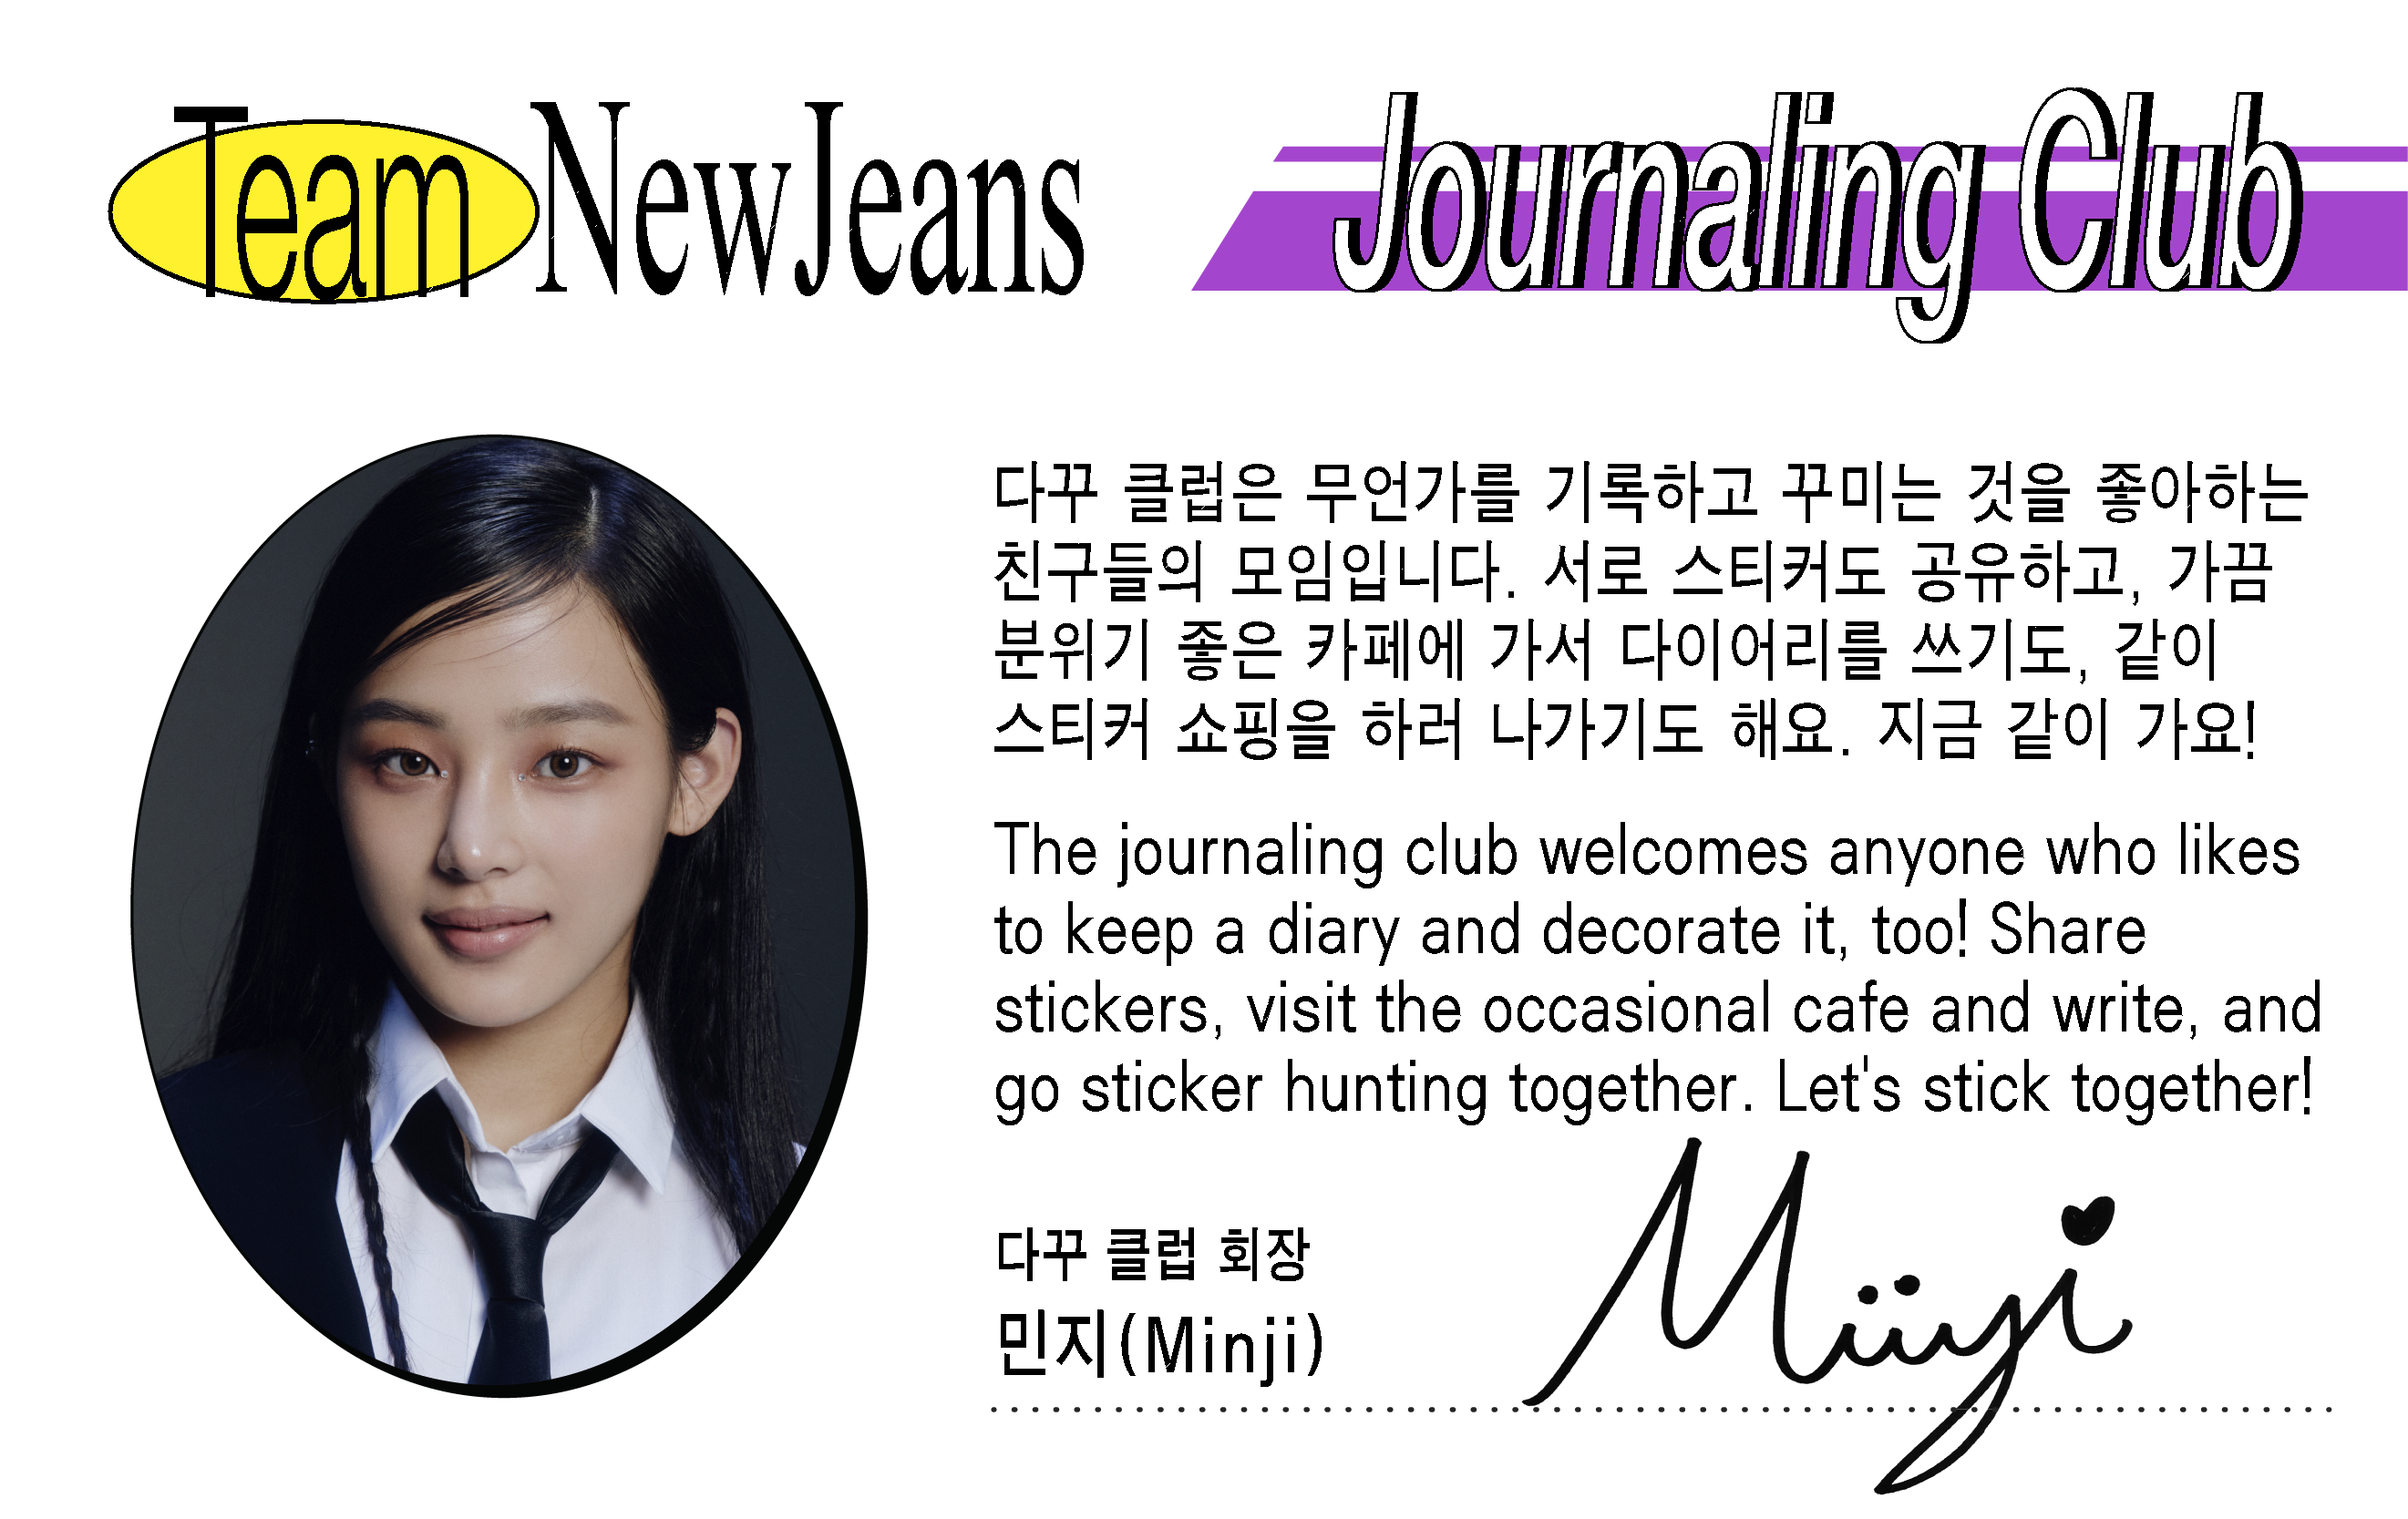 Team NewJeans
Journaling Club
다꾸 클럽은 무언가를 기록하고 꾸미는 것을 좋아하는
친구들의 모임입니다. 서로 스티커도 공유하고, 가끔
분위기 좋은 카페에 가서 다이어리를 쓰기도, 같이
스티커 쇼핑을 하러 나가기도 해요. 지금 같이 가요!
The journaling club welcomes anyone who likes
to keep a diary and decorate it, too! Share
stickers, visit the occasional cafe and write, and
go sticker hunting together. Let's stick together!
다꾸 클럽 회장
민지(Minji)
Minji